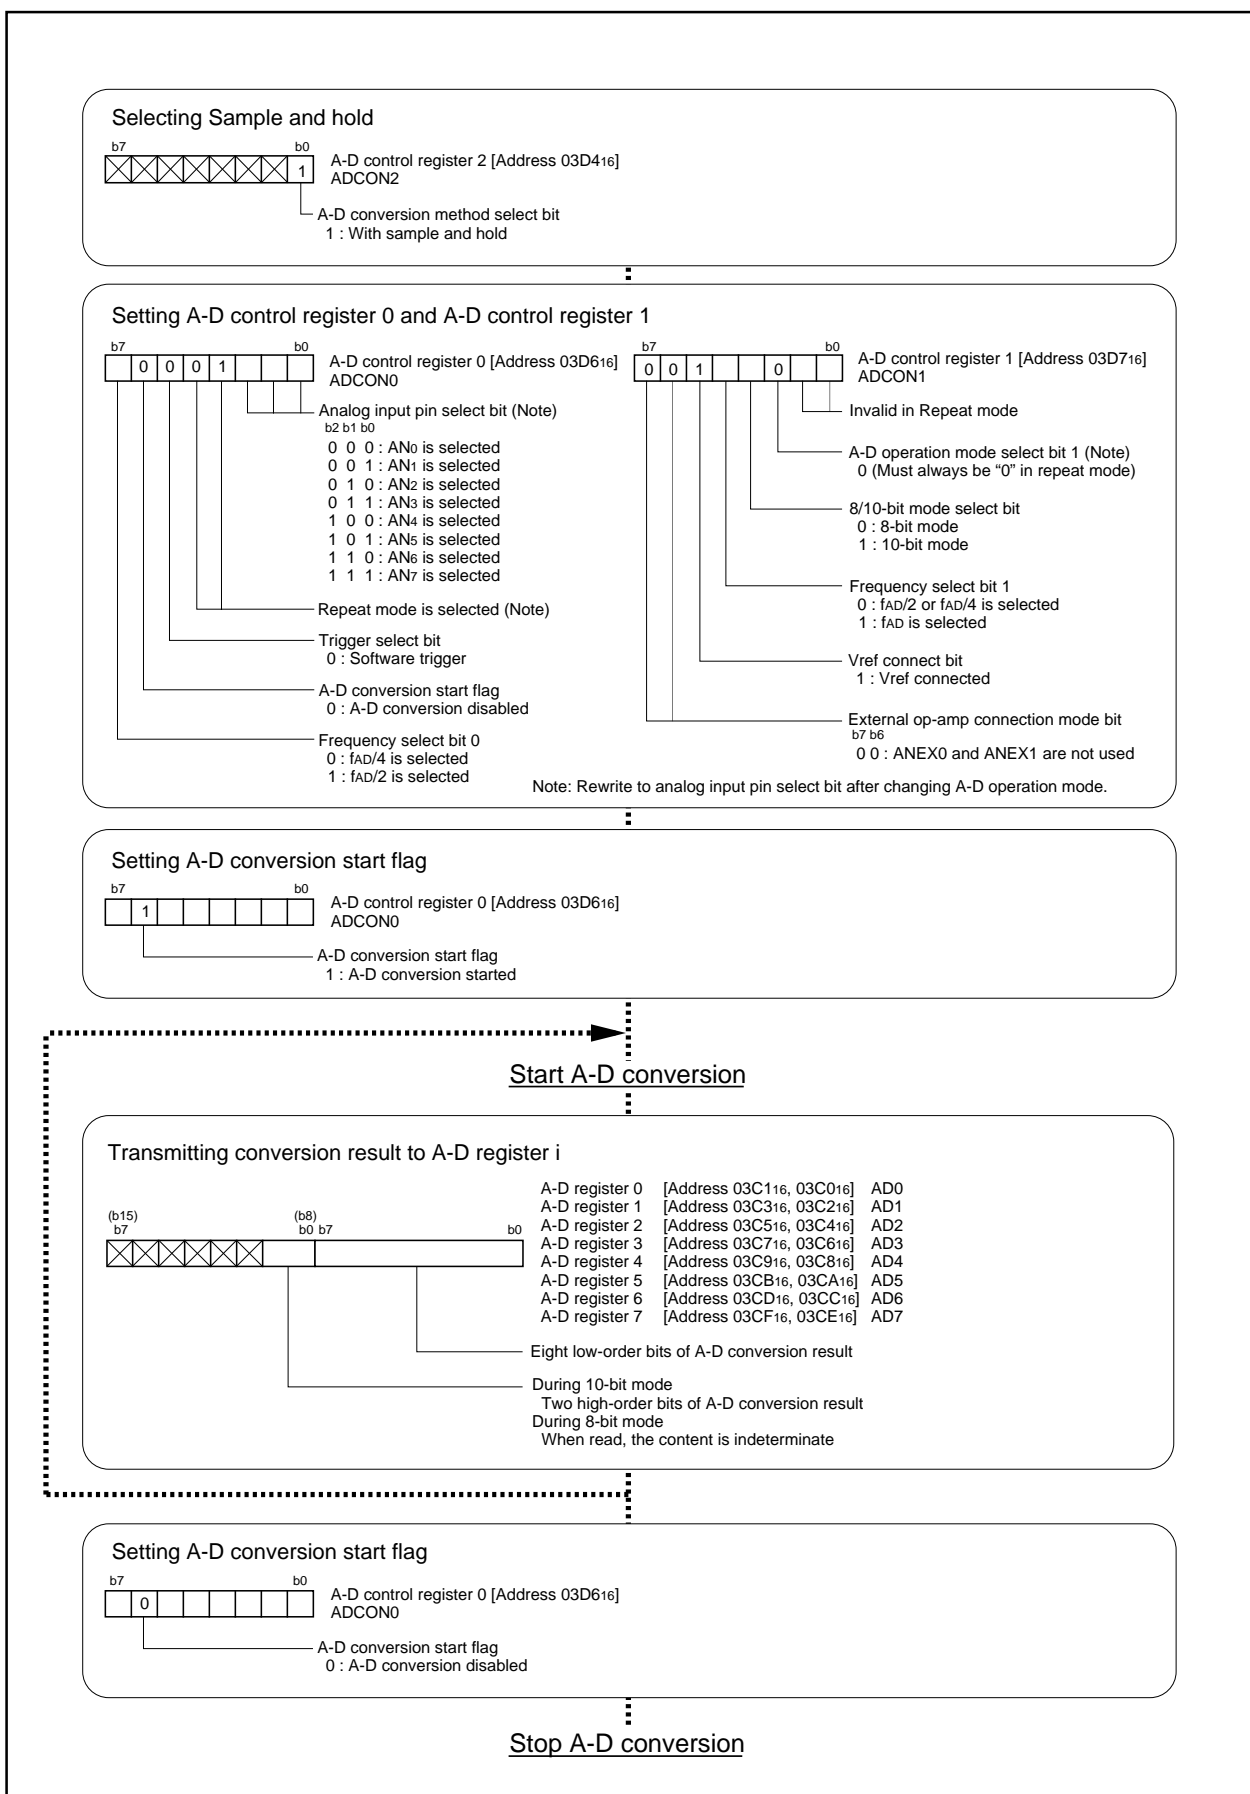 Selecting Sample and hold
b7 b0
1
A-D control register 2 [Address 03D416]
ADCON2
A-D conversion method select bit
1 : With sample and hold
Setting A-D control register 0 and A-D control register 1
b7 b0
0 0 0 1
A-D control register 0 [Address 03D616]
ADCON0
Analog input pin select bit (Note)
b2 b1 b0
0 0 0 : AN0 is selected
0 0 1 : AN1 is selected
0 1 0 : AN2 is selected
0 1 1 : AN3 is selected
1 0 0 : AN4 is selected
1 0 1 : AN5 is selected
1 1 0 : AN6 is selected
1 1 1 : AN7 is selected
Repeat mode is selected (Note)
Trigger select bit
0 : Software trigger
A-D conversion start flag
0 : A-D conversion disabled
Frequency select bit 0
0 : fAD/4 is selected
1 : fAD/2 is selected
b7 b0
0 0 1 0
A-D control register 1 [Address 03D716]
ADCON1
Invalid in Repeat mode
A-D operation mode select bit 1 (Note)
0 (Must always be “0” in repeat mode)
8/10-bit mode select bit
0 : 8-bit mode
1 : 10-bit mode
Frequency select bit 1
0 : fAD/2 or fAD/4 is selected
1 : fAD is selected
Vref connect bit
1 : Vref connected
External op-amp connection mode bit
b7 b6
0 0 : ANEX0 and ANEX1 are not used
Note: Rewrite to analog input pin select bit after changing A-D operation mode.
Setting A-D conversion start flag
b7 b0
1
A-D control register 0 [Address 03D616]
ADCON0
A-D conversion start flag
1 : A-D conversion started
Start A-D conversion
Transmitting conversion result to A-D register i
A-D register 0 [Address 03C116, 03C016] AD0
A-D register 1 [Address 03C316, 03C216] AD1
A-D register 2 [Address 03C516, 03C416] AD2
A-D register 3 [Address 03C716, 03C616] AD3
A-D register 4 [Address 03C916, 03C816] AD4
A-D register 5 [Address 03CB16, 03CA16] AD5
A-D register 6 [Address 03CD16, 03CC16] AD6
A-D register 7 [Address 03CF16, 03CE16] AD7
(b15) (b8)
b7 b0 b7 b0
Eight low-order bits of A-D conversion result
During 10-bit mode
Two high-order bits of A-D conversion result
During 8-bit mode
When read, the content is indeterminate
Setting A-D conversion start flag
b7 b0
0
A-D control register 0 [Address 03D616]
ADCON0
A-D conversion start flag
0 : A-D conversion disabled
Stop A-D conversion